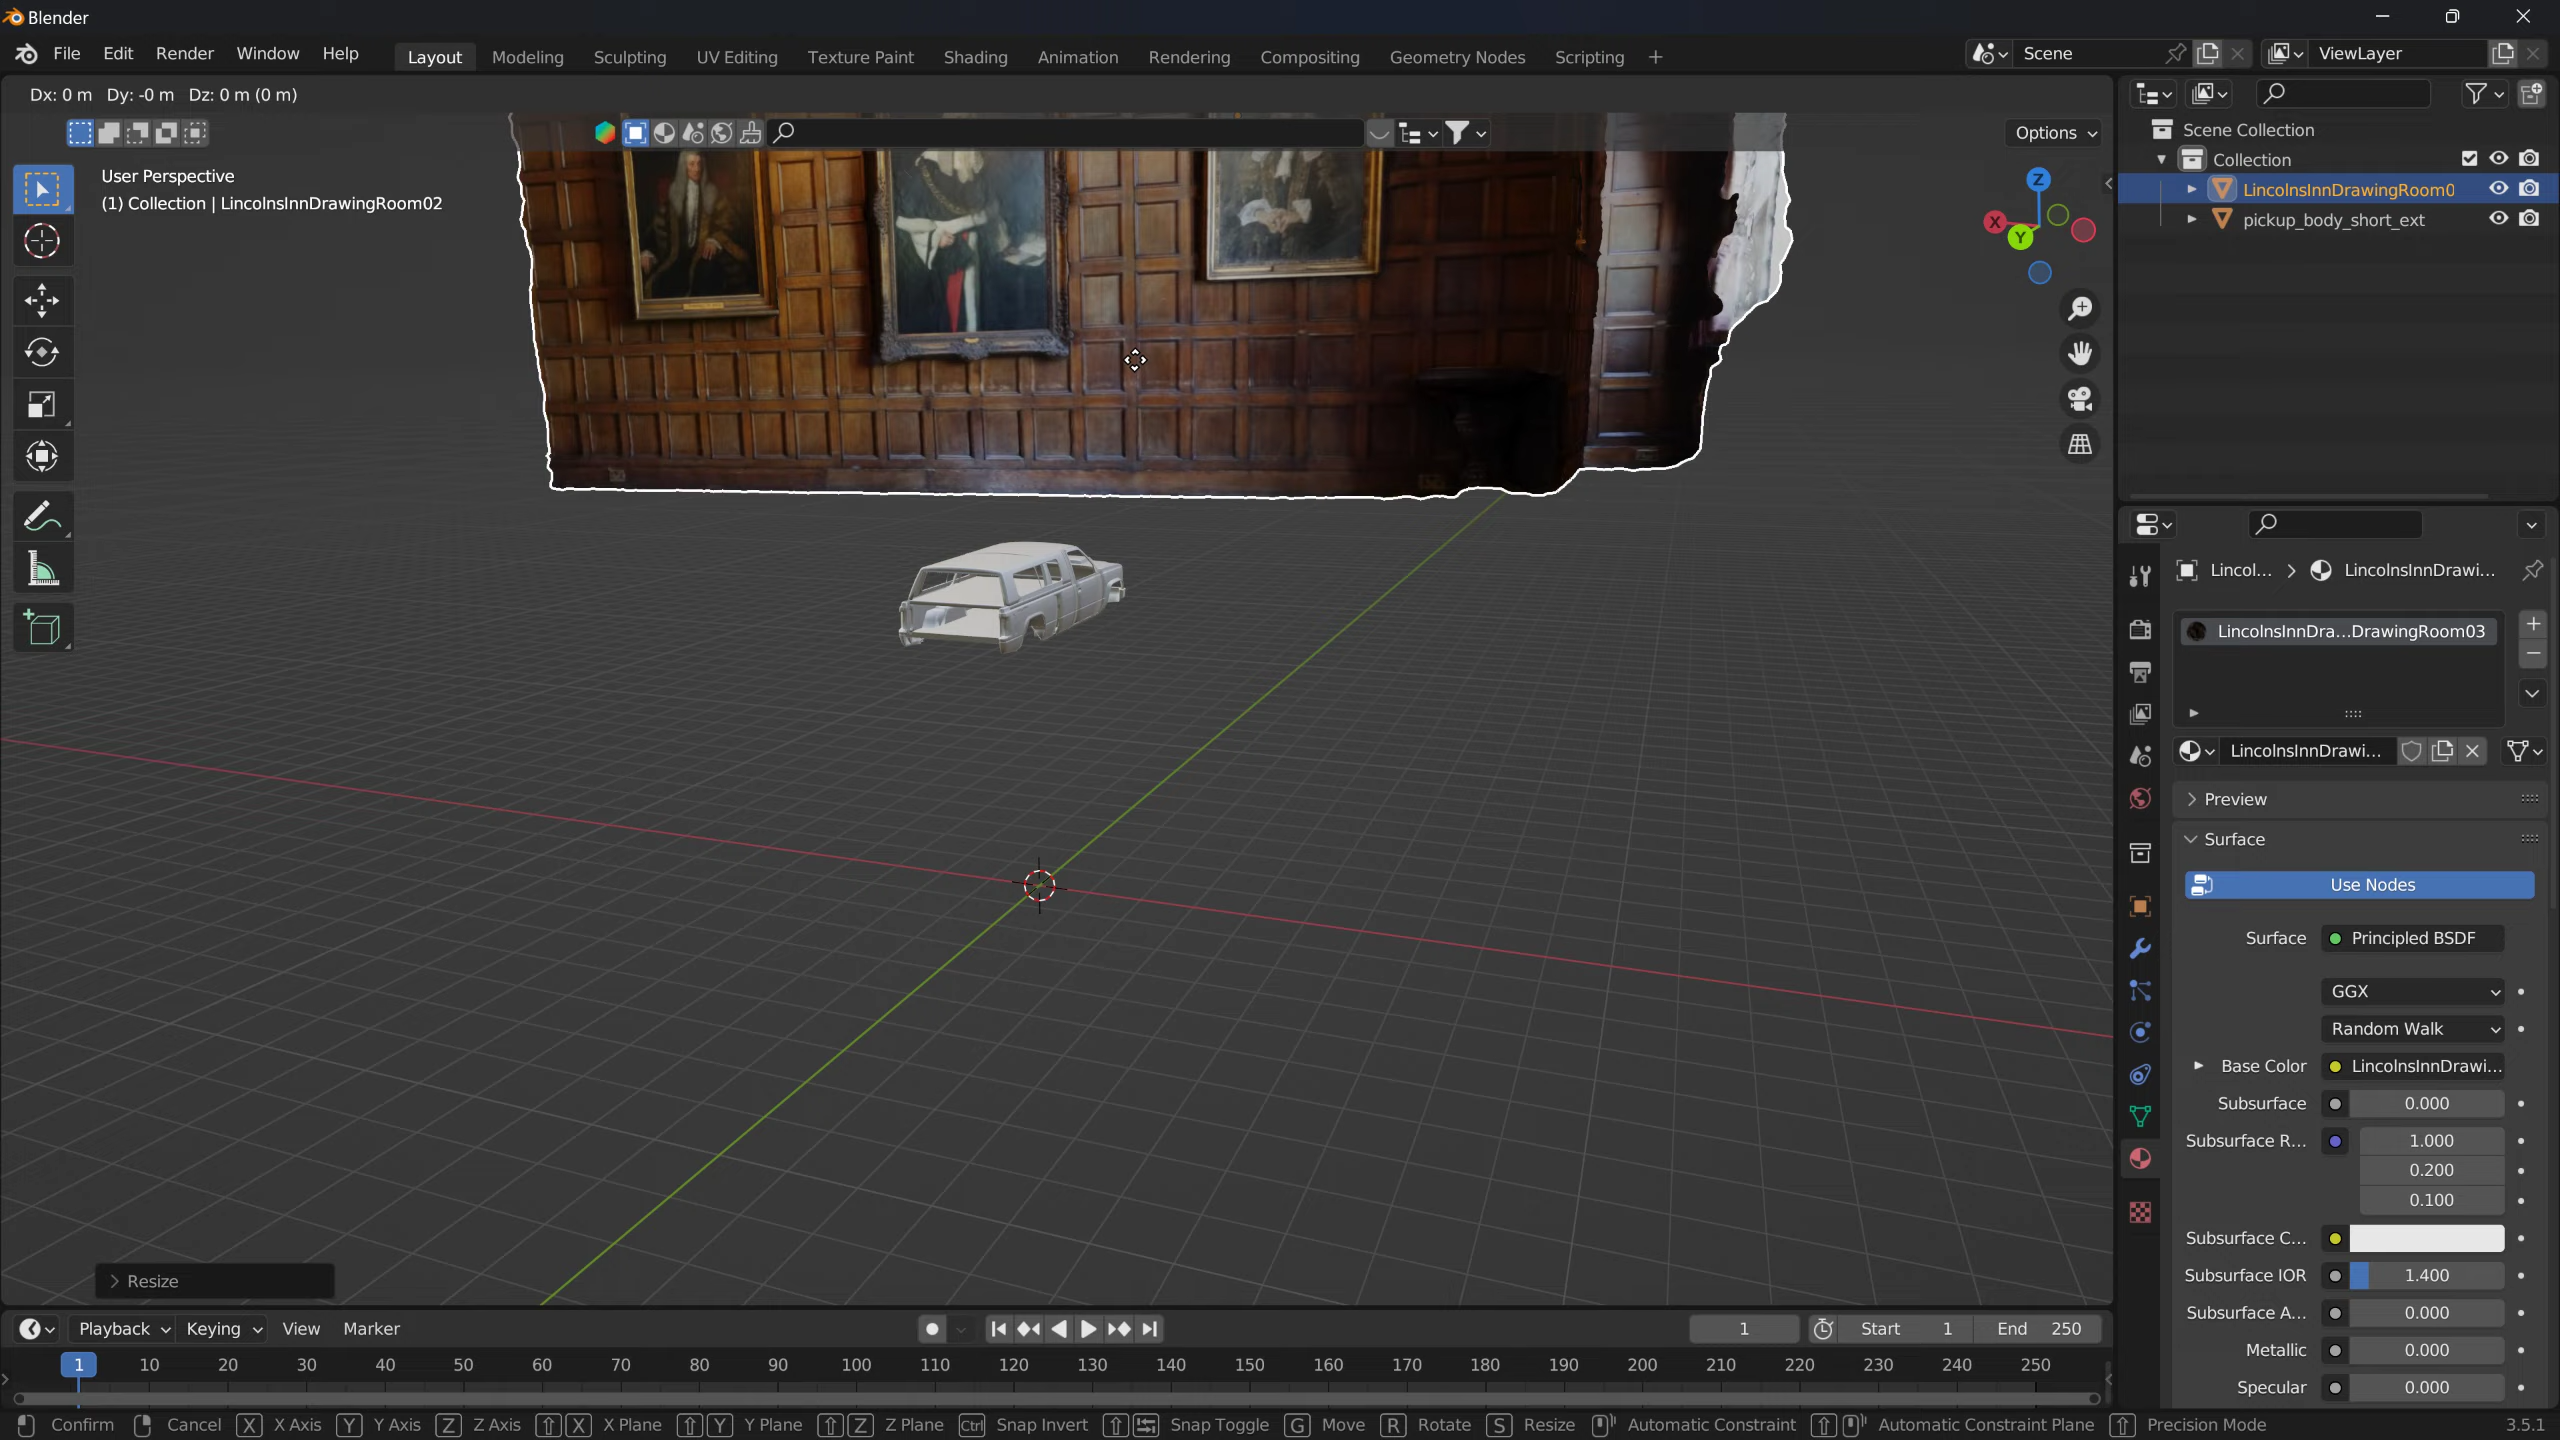 Blender
File Edit Render Window Help Layout Modeling Sculpting UV Editing Texture Paint Shading Animation Rendering Compositing Geometry Nodes Scripting + Scene ViewLayer
Dx: 0 m Dy: -0 m Dz: 0 m (0 m)
Options
User Perspective
(1) Collection | LincolnsInnDrawingRoom02
Z
X
Y
Scene Collection
Collection
LincolnsInnDrawingRoom0
pickup_body_short_ext
Lincol... LincolnsInnDrawi...
LincolnsInnDra...DrawingRoom03
LincolnsInnDrawi...
Preview
Surface
Use Nodes
Surface Principled BSDF
GGX
Random Walk
Base Color LincolnsInnDrawi...
Subsurface 0.000
Subsurface R... 1.000
0.200
0.100
Subsurface C...
Subsurface IOR 1.400
Subsurface A... 0.000
Metallic 0.000
Specular 0.000
Resize
Playback Keying View Marker 1 Start 1 End 250
1 10 20 30 40 50 60 70 80 90 100 110 120 130 140 150 160 170 180 190 200 210 220 230 240 250
Confirm Cancel X X Axis Y Y Axis Z Z Axis X X Plane Y Y Plane Z Z Plane Ctrl Snap Invert Snap Toggle G Move R Rotate S Resize Automatic Constraint Automatic Constraint Plane Precision Mode 3.5.1